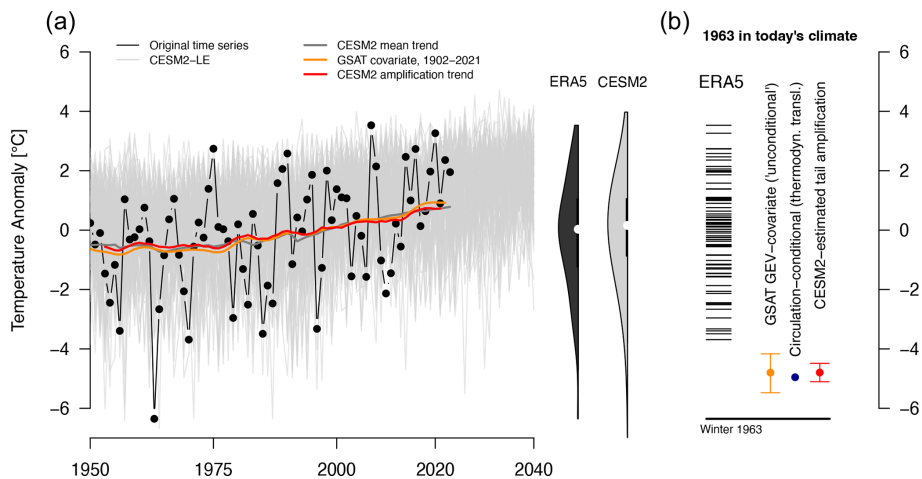 (a)
Original time series
CESM2−LE
CESM2 mean trend
GSAT covariate, 1902−2021
CESM2 amplification trend
Temperature Anomaly [°C]
6
4
2
0
−2
−4
−6
1950
1975
2000
2020
2040
ERA5
CESM2
(b)
1963 in today's climate
ERA5
GSAT GEV−covariate ('unconditional')
Circulation−conditional (thermodyn. transl.)
CESM2−estimated tail amplification
Winter 1963
6
4
2
0
−2
−4
−6